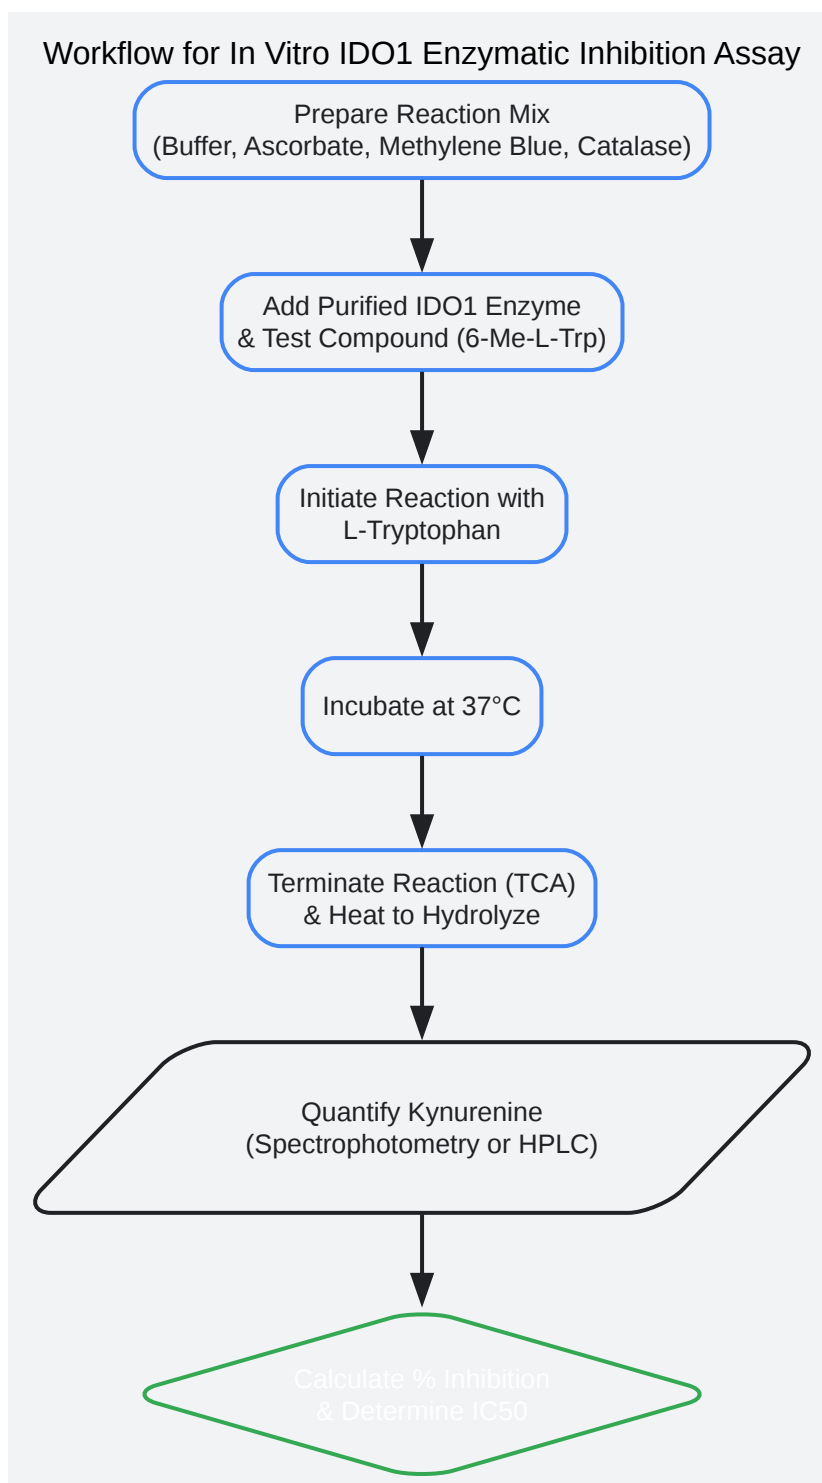 Workflow for In Vitro IDO1 Enzymatic Inhibition Assay
Prepare Reaction Mix
(Buffer, Ascorbate, Methylene Blue, Catalase)
Add Purified IDO1 Enzyme
& Test Compound (6-Me-L-Trp)
Initiate Reaction with
L-Tryptophan
Incubate at 37°C
Terminate Reaction (TCA)
& Heat to Hydrolyze
Quantify Kynurenine
(Spectrophotometry or HPLC)
Calculate % Inhibition
& Determine IC50